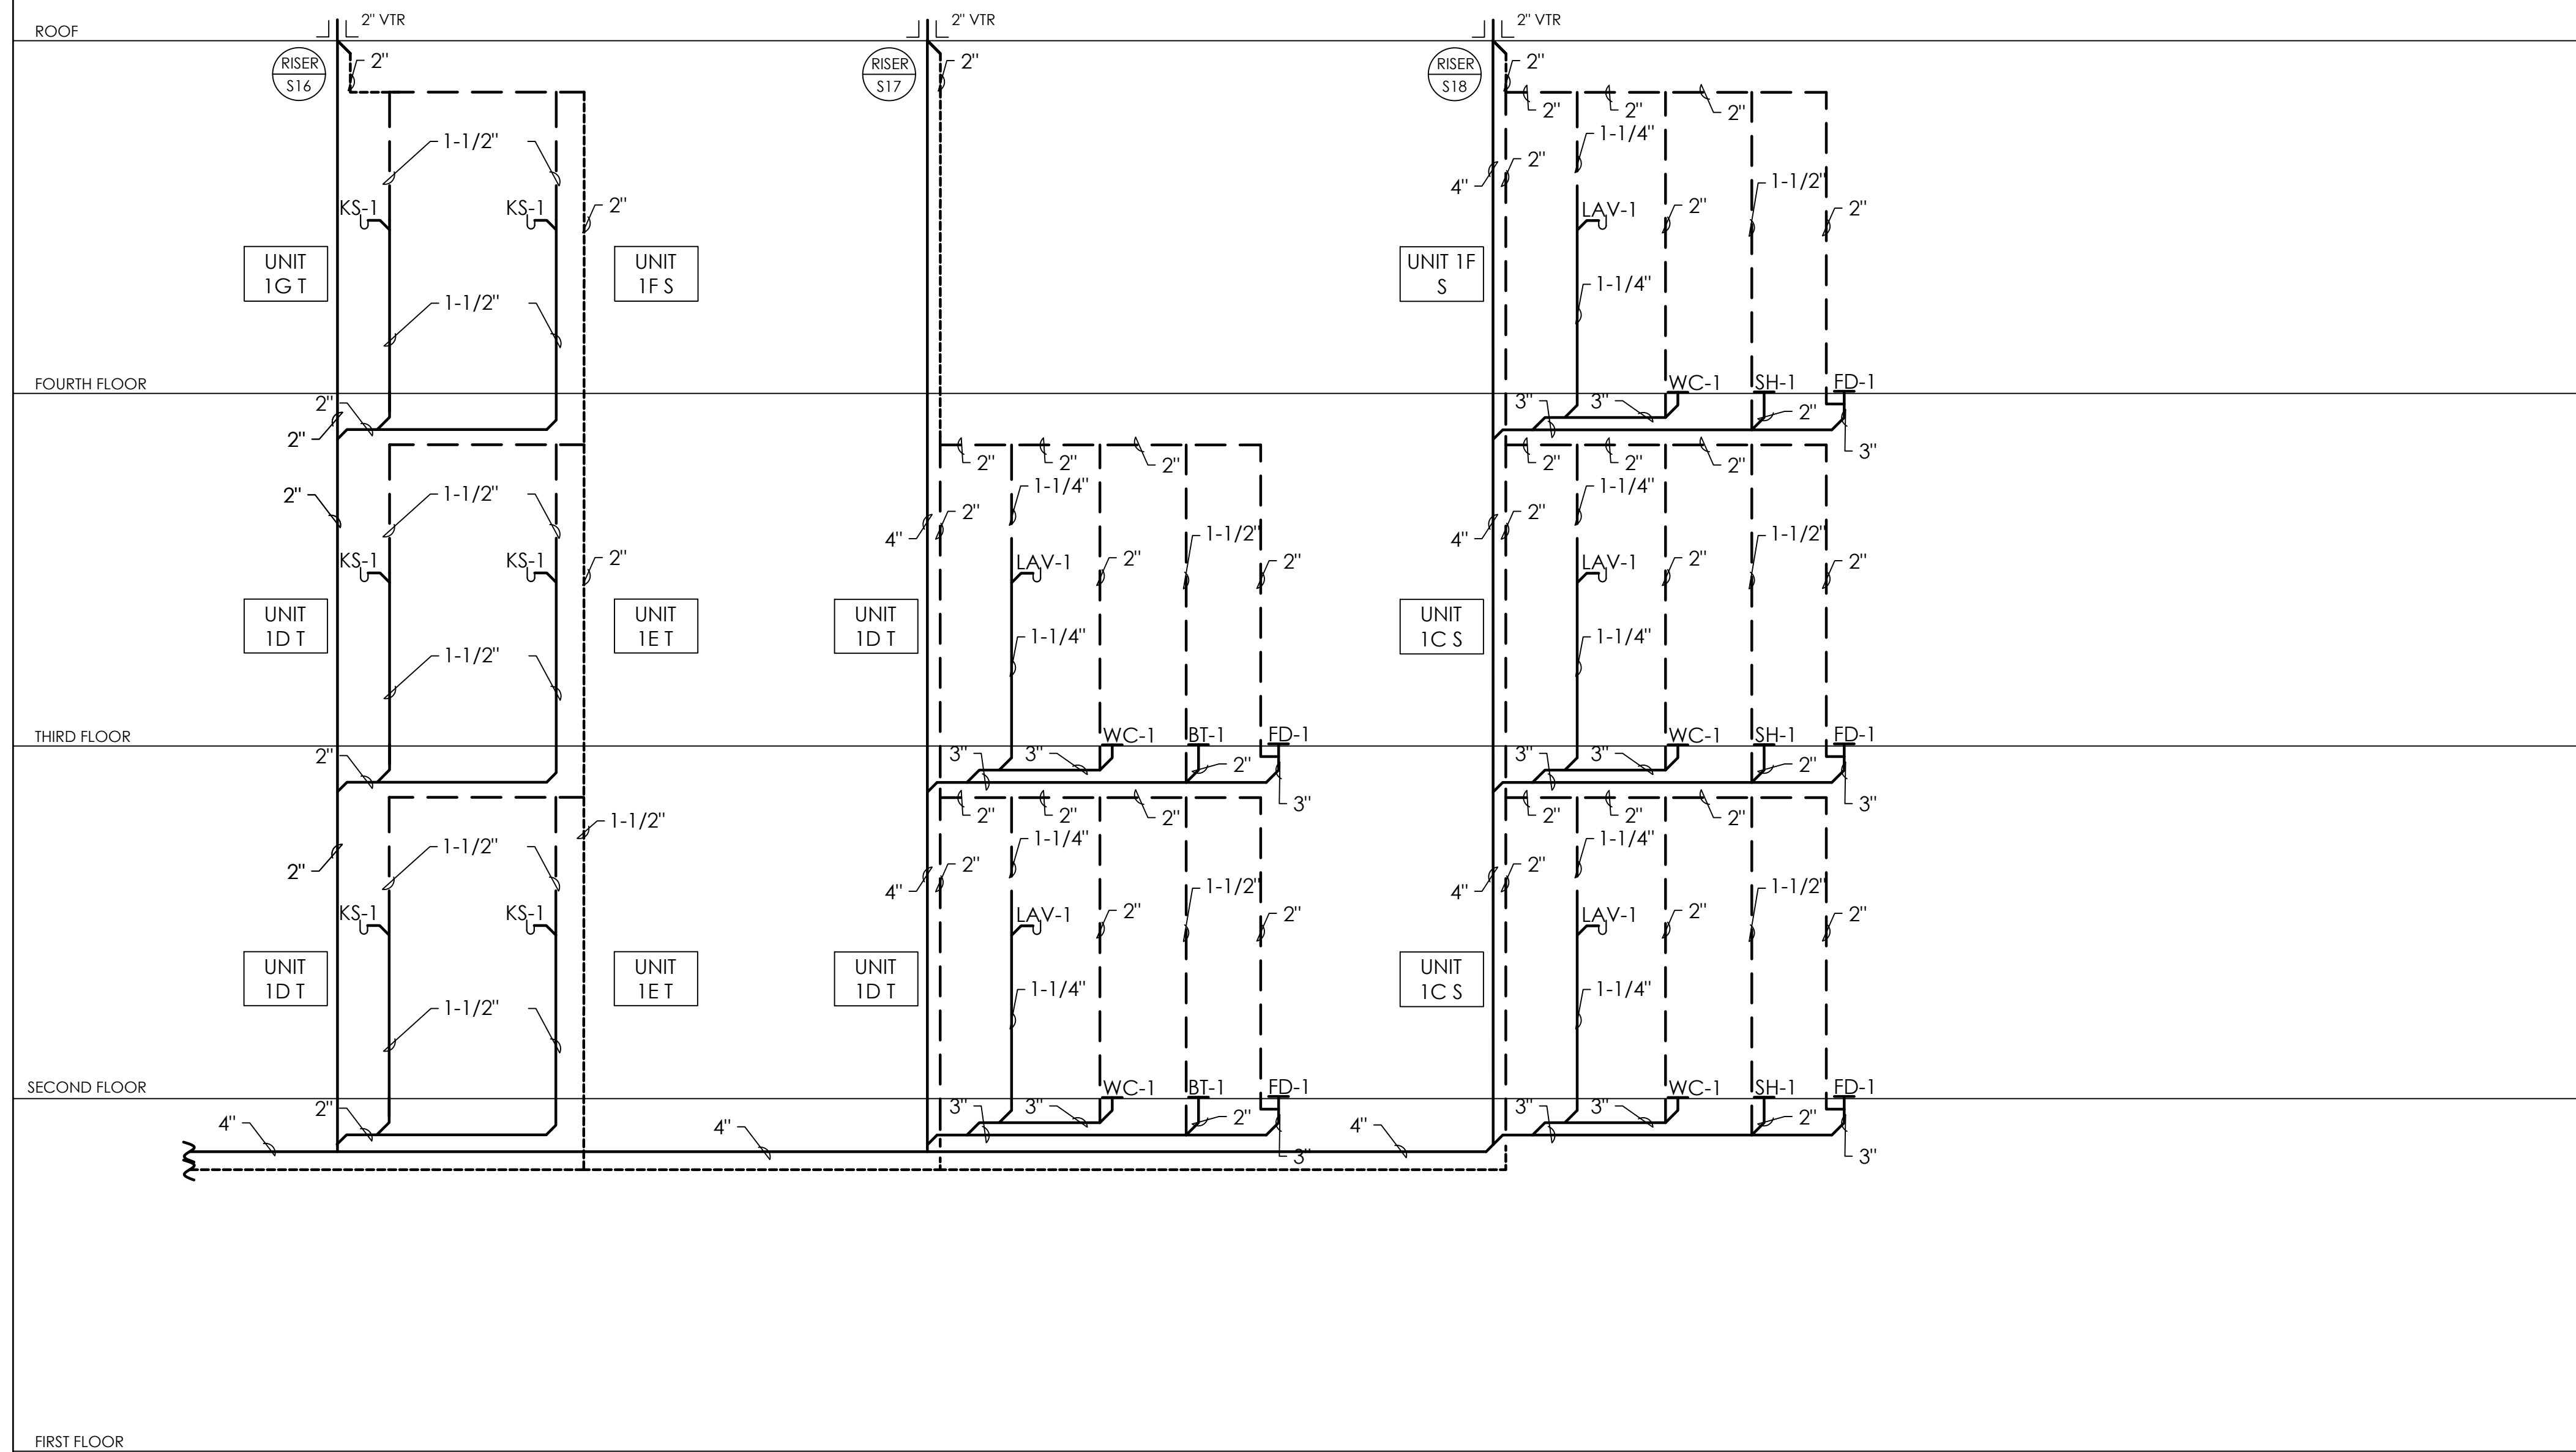 2" VTR
2" VTR
2" VTR
ROOF
RISER
S16
2"
RISER
S17
2"
RISER
S18
2"
2"
2"
2"
1-1/2"
1-1/4"
2"
4"
1-1/2"
KS-1
KS-1
2"
LAV-1
2"
2"
UNIT
1G T
UNIT
1F S
UNIT 1F
S
1-1/4"
1-1/2"
FOURTH FLOOR
WC-1
SH-1
FD-1
2"
3"
3"
2"
2"
3"
2"
2"
2"
2"
2"
2"
2"
1-1/2"
1-1/4"
1-1/4"
2"
2"
4"
4"
1-1/2"
1-1/2"
KS-1
KS-1
2"
LAV-1
2"
2"
LAV-1
2"
2"
UNIT
1D T
UNIT
1E T
UNIT
1D T
UNIT
1C S
1-1/4"
1-1/4"
1-1/2"
THIRD FLOOR
WC-1
BT-1
FD-1
WC-1
SH-1
FD-1
2"
3"
3"
2"
3"
3"
3"
2"
3"
2"
2"
2"
2"
2"
2"
1-1/2"
1-1/2"
1-1/4"
1-1/4"
2"
2"
2"
4"
4"
1-1/2"
1-1/2"
KS-1
KS-1
LAV-1
2"
2"
LAV-1
2"
2"
UNIT
1D T
UNIT
1E T
UNIT
1D T
UNIT
1C S
1-1/2"
1-1/4"
1-1/4"
SECOND FLOOR
WC-1
BT-1
FD-1
WC-1
SH-1
FD-1
2"
3"
3"
2"
3"
3"
2"
4"
4"
4"
3"
3"
FIRST FLOOR